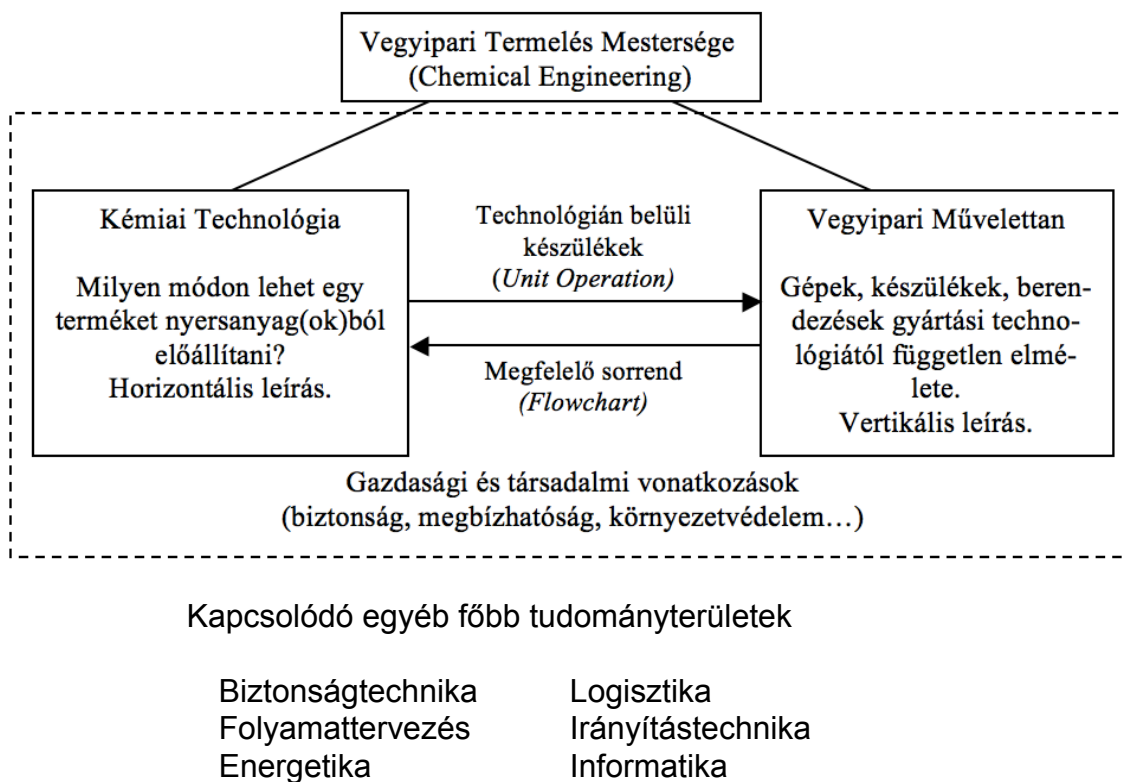 Vegyipari Termelés Mestersége
(Chemical Engineering)
Kémiai Technológia
Milyen módon lehet egy
terméket nyersanyag(ok)ból
előállítani?
Horizontális leírás.
Technológián belüli
készülékek
(Unit Operation)
Megfelelő sorrend
(Flowchart)
Vegyipari Művelettan
Gépek, készülékek, beren-
dezések gyártási techno-
lógiától független elmé-
lete.
Vertikális leírás.
Gazdasági és társadalmi vonatkozások
(biztonság, megbízhatóság, környezetvédelem…)
Kapcsolódó egyéb főbb tudományterületek
Biztonságtechnika
Folyamattervezés
Energetika
Logisztika
Irányítástechnika
Informatika